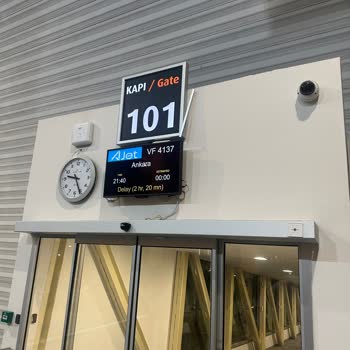 KAPI / Gate
101
AJet VF 4137
Ankara
21:40 00:00
Delay (2 hr, 20 mn)